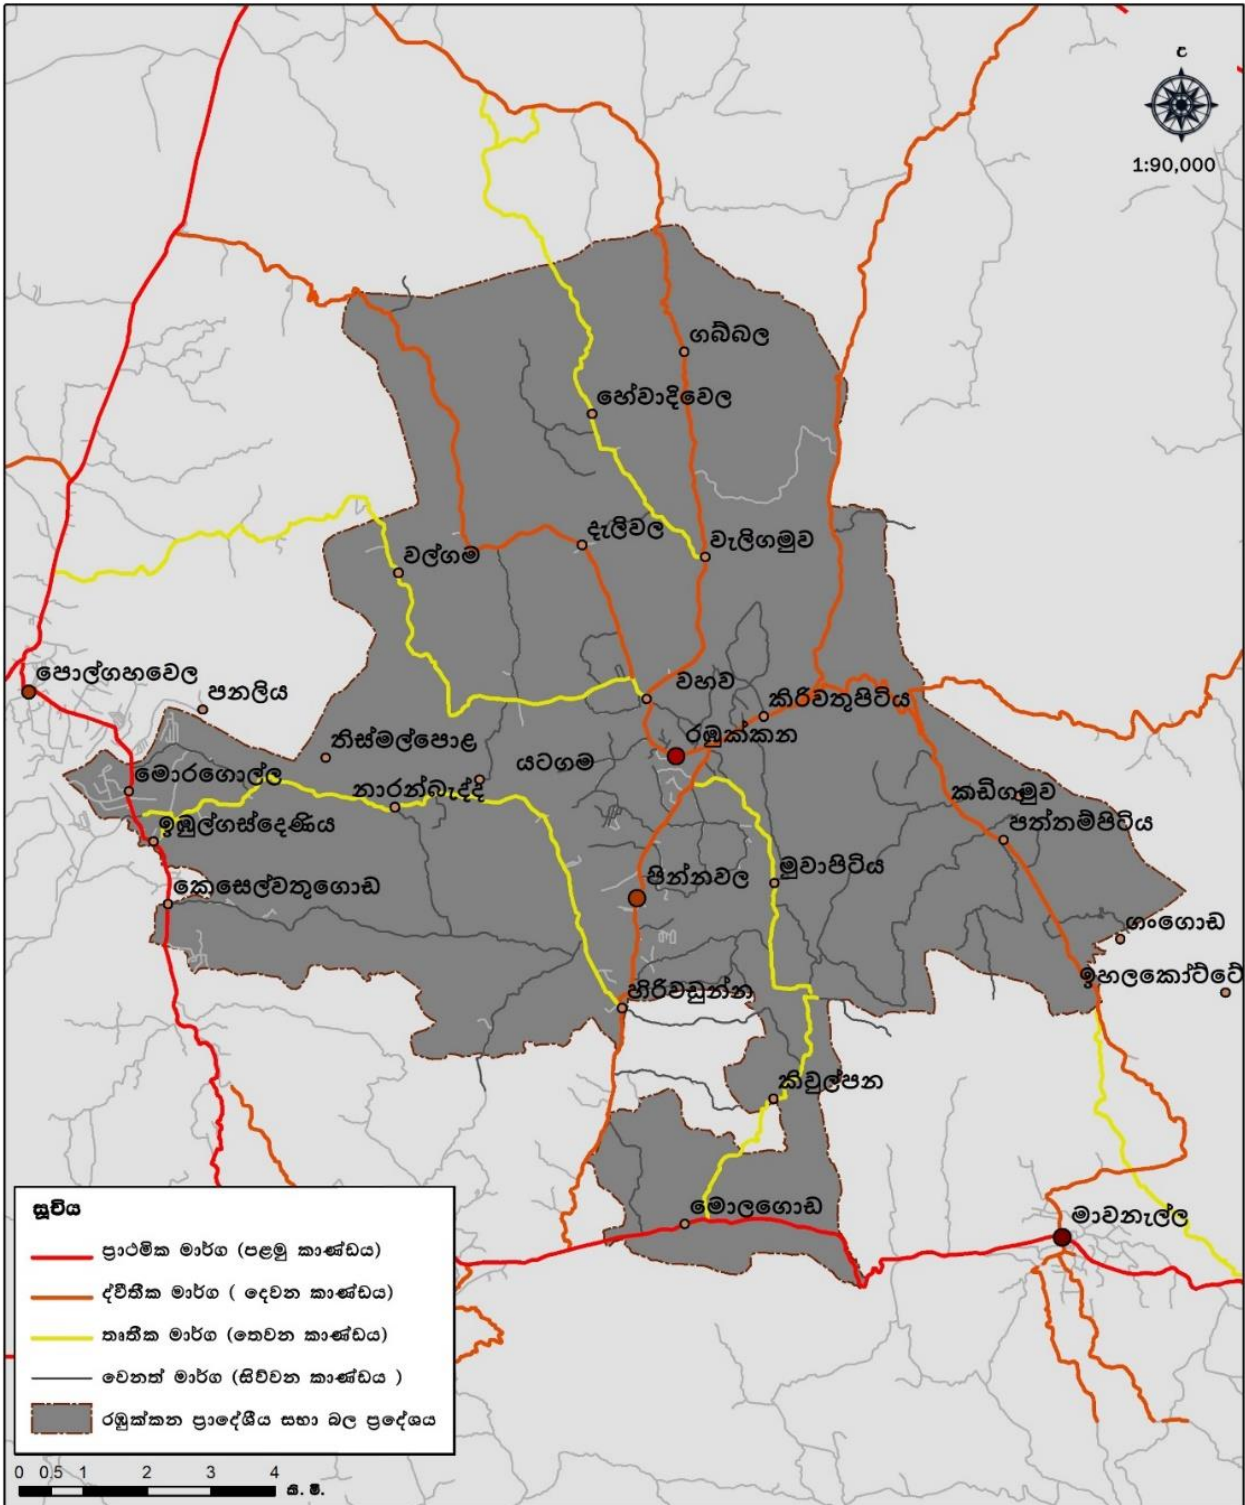 උ
1:90,000
ගබ්බල
හේවාදිවෙල
දැලිවල
වැලිගමුව
වල්ගම
පොල්ගහවෙල
පනලිය
වහව
කිරිවතුපිටිය
රඹුක්කන
තිස්මල්පොළ
යටගම
මොරගොල්ල
නාරන්බැද්දි
කඩිගමුව
පත්තම්පිටිය
ඉඹුල්ගස්දෙණිය
මුවාපිටිය
පින්නවල
කෙසෙල්වතුගොඩ
ගංගොඩ
ඉහලකෝට්ටේ
හිරිවඩුන්න
කිවුල්පන
මොලගොඩ
මාවනැල්ල
සූචිය
ප්‍රාථමික මාර්ග (පළමු කාණ්ඩය)
ද්විතීක මාර්ග ( දෙවන කාණ්ඩය)
තෘතීක මාර්ග (තෙවන කාණ්ඩය)
වෙනත් මාර්ග (සිව්වන කාණ්ඩය )
රඹුක්කන ප්‍රාදේශීය සභා බල ප්‍රදේශය
0 0.5 1 2 3 4
කි. මී.